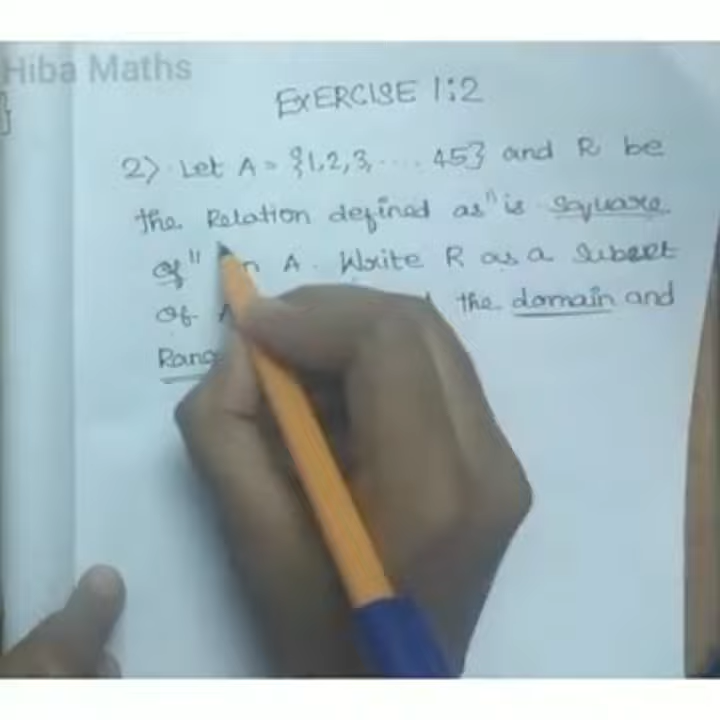 Hiba Maths
}
EXERCISE 1:2
2) Let A = {1,2,3,.... 45} and R be
the Relation defined as "is square
of" A. Write R as a subset
of the domain and